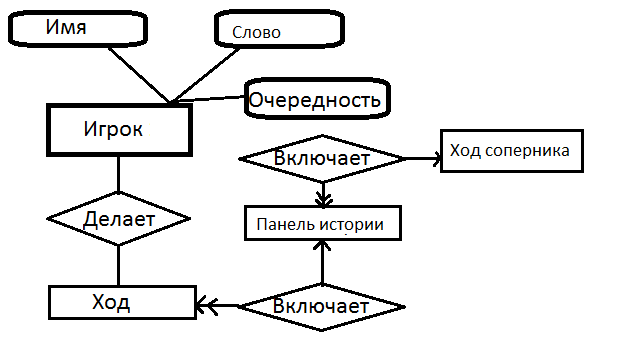 Имя
Слово
Очередность
Игрок
Включает
Ход соперника
Делает
Панель истории
Ход
Включает